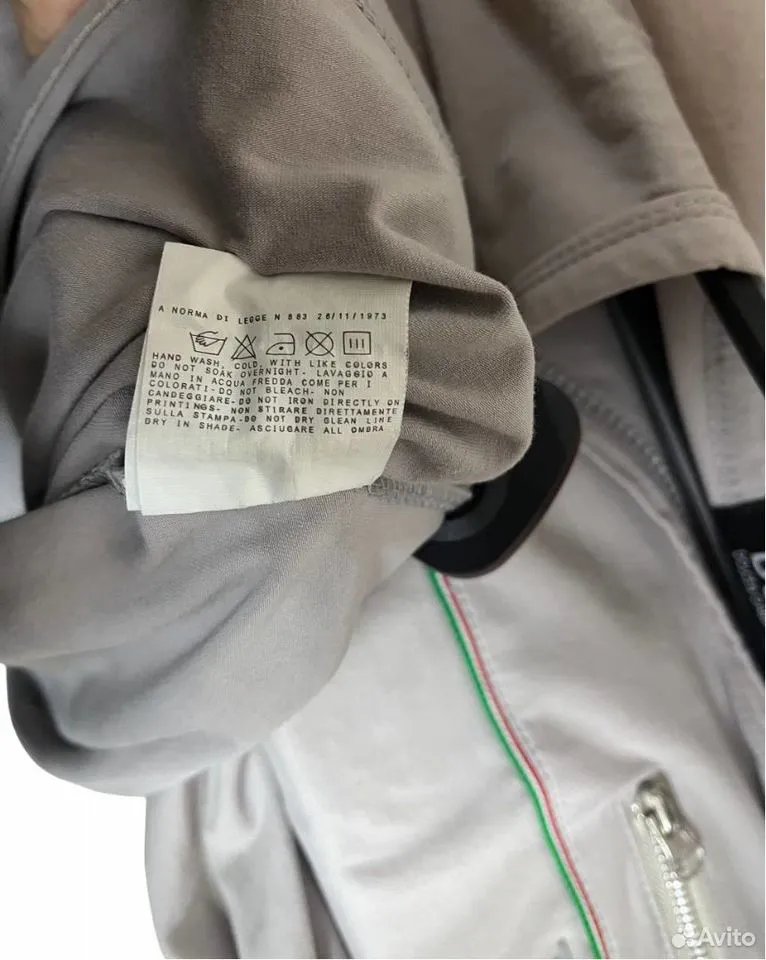 A NORMA DI LEGGE N 883 26/11/1973
HAND WASH, COLD, WITH LIKE COLORS
DO NOT SOAK OVERNIGHT- LAVAGGIO A
MANO IN ACQUA FREDDA COME PER I
COLORATI-DO NOT BLEACH- NON
CANDEGGIARE-DO NOT IRON DIRECTLY ON
PRINTINGS- NON STIRARE DIRETTAMENTE
SULLA STAMPA-DO NOT DRY CLEAN LINE
DRY IN SHADE- ASCIUGARE ALL OMBRA
Avito